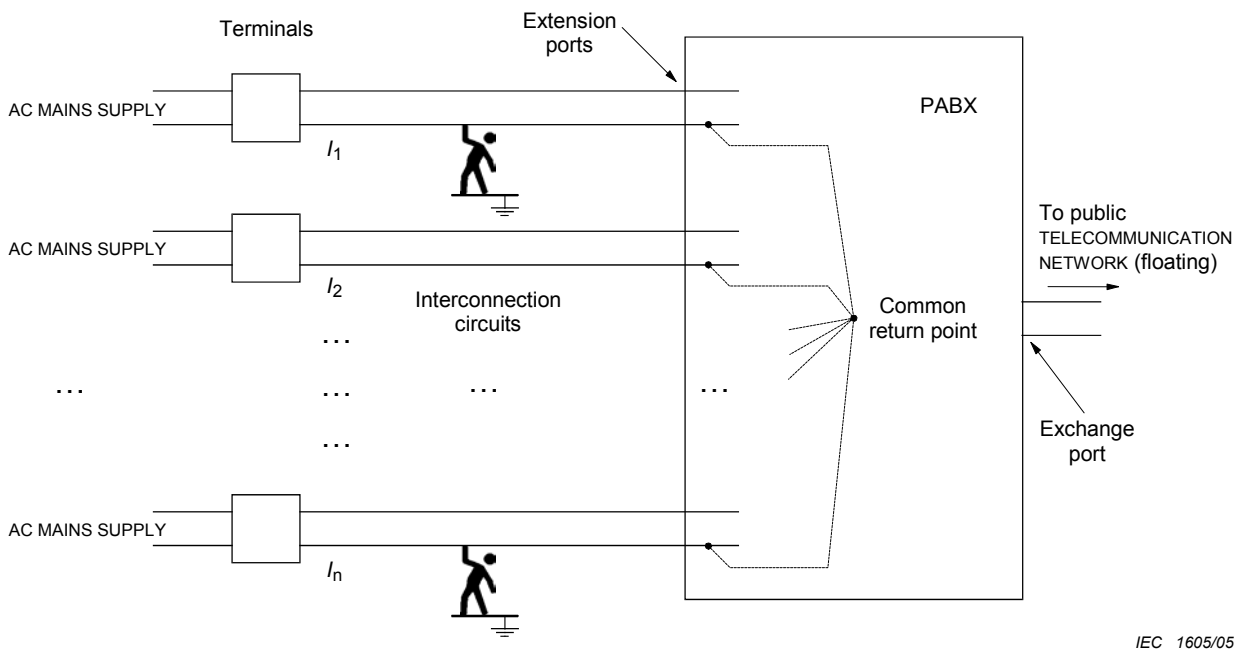 Terminals
Extension
ports
PABX
AC MAINS SUPPLY
I1
AC MAINS SUPPLY
I2
Interconnection
circuits
...
Common
return point
To public
TELECOMMUNICATION
NETWORK (floating)
... ... ... ...
...
Exchange
port
AC MAINS SUPPLY
In
IEC 1605/05